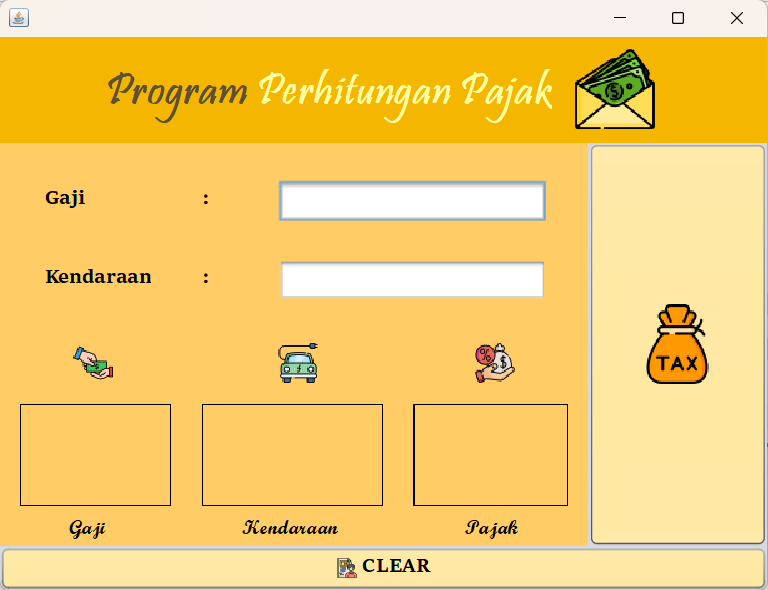 Program Perhitungan Pajak
Gaji :
Kendaraan :
TAX
Gaji Kendaraan Pajak
CLEAR